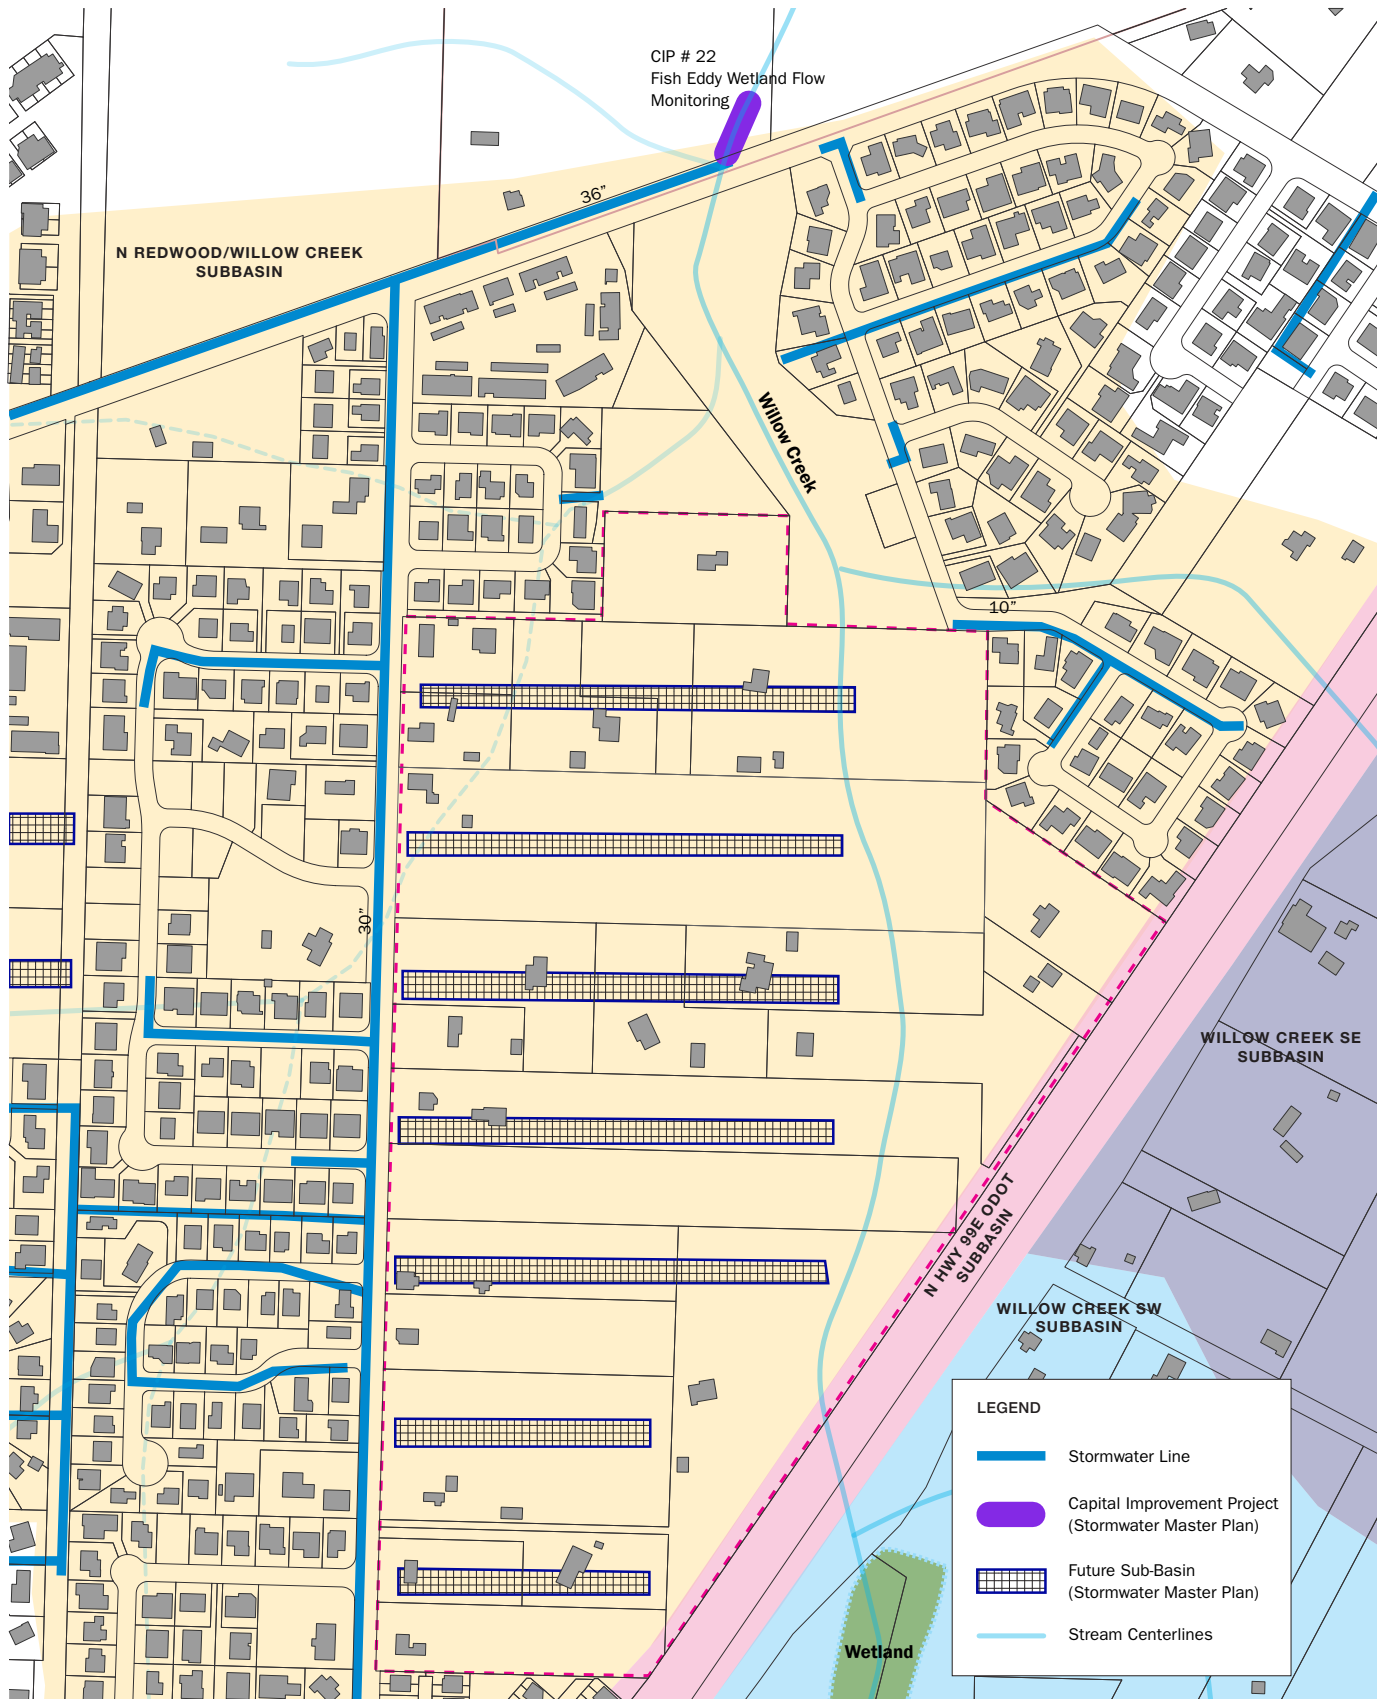 CIP # 22
Fish Eddy Wetland Flow
Monitoring
36”
N REDWOOD/WILLOW CREEK
SUBBASIN
Willow Creek
10”
30”
WILLOW CREEK SE
SUBBASIN
N HWY 99E ODOT
SUBBASIN
WILLOW CREEK SW
SUBBASIN
Wetland
LEGEND
Stormwater Line
Capital Improvement Project
(Stormwater Master Plan)
Future Sub-Basin
(Stormwater Master Plan)
Stream Centerlines